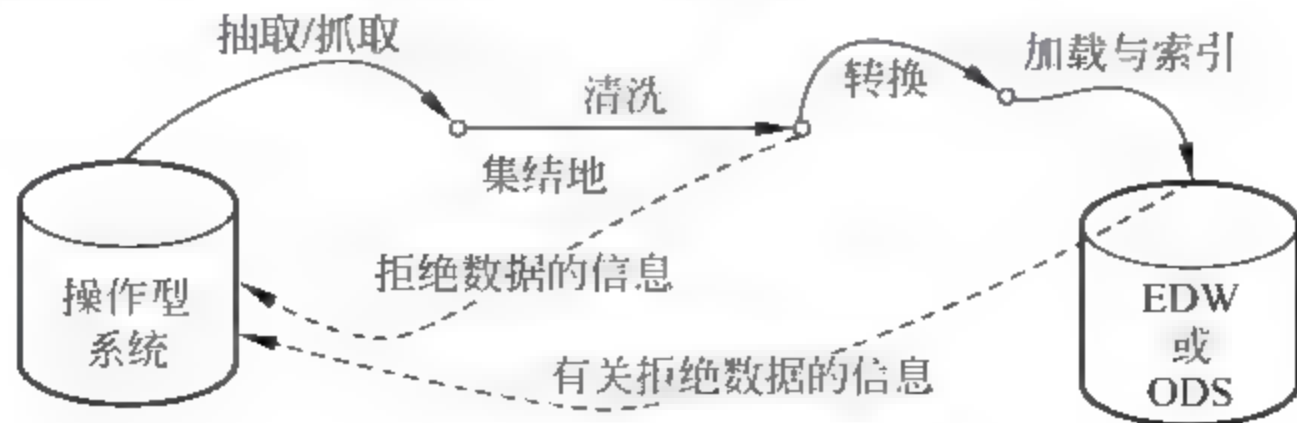 抽取/抓取
清洗
转换
加载与索引
集结地
拒绝数据的信息
操作型
系统
有关拒绝数据的信息
EDW
或
ODS